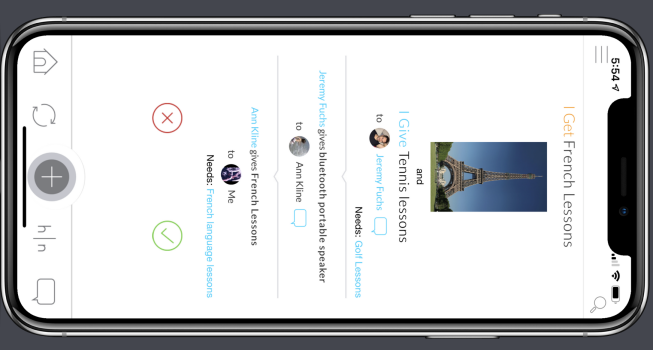 5:54
I Get French Lessons
and
I Give Tennis lessons
to Jeremy Fuchs
Needs: Golf Lessons
Jeremy Fuchs gives bluetooth portable speaker
to Ann Kline
Ann Kline gives French Lessons
to Me
Needs: French language lessons
h|n